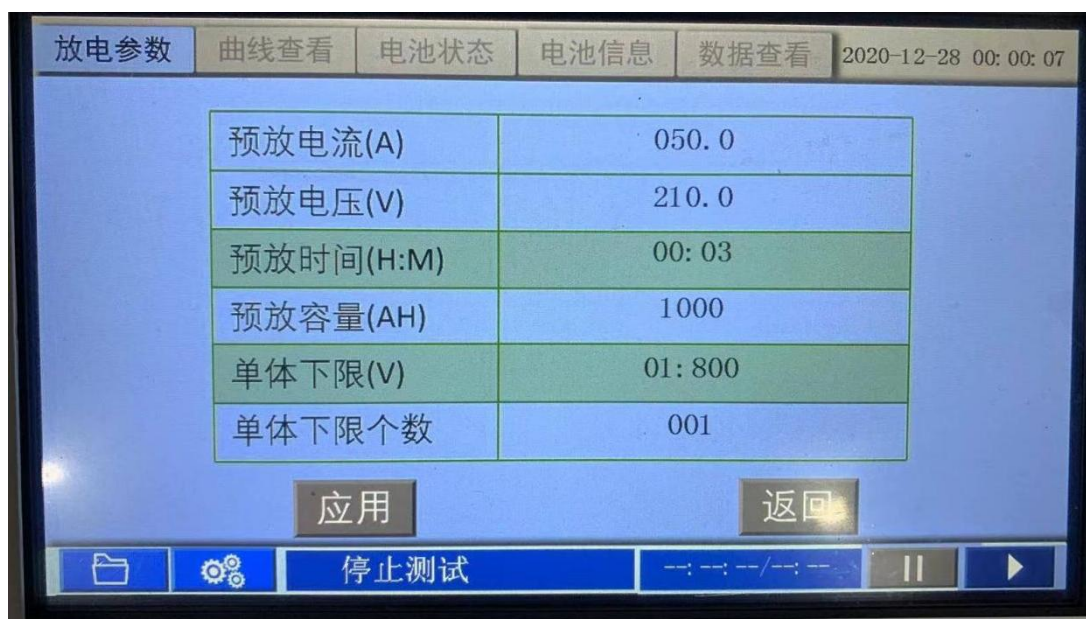 放电参数 曲线查看 电池状态 电池信息 数据查看 2020-12-28 00:00:07
预放电流(A) 050.0
预放电压(V) 210.0
预放时间(H:M) 00:03
预放容量(AH) 1000
单体下限(V) 01:800
单体下限个数 001
应用 返回
停止测试 --:--:--/--:--